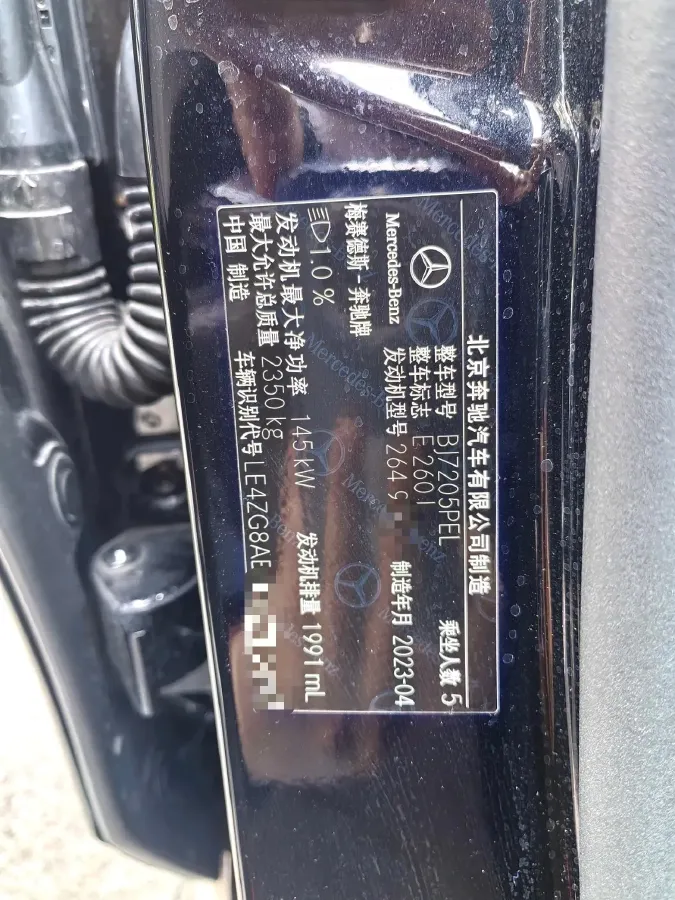 北京奔驰汽车有限公司制造
Mercedes-Benz
梅赛德斯-奔驰牌
整车型号 BJ7205PEL 乘坐人数 5
整车标志 E 260 l
发动机型号 264 9 制造年月 2023-04
1.0 %
发动机最大净功率 145 kW 发动机排量 1991 mL
最大允许总质量 2350 kg
中国 制造 车辆识别代号 LE4ZG8AE